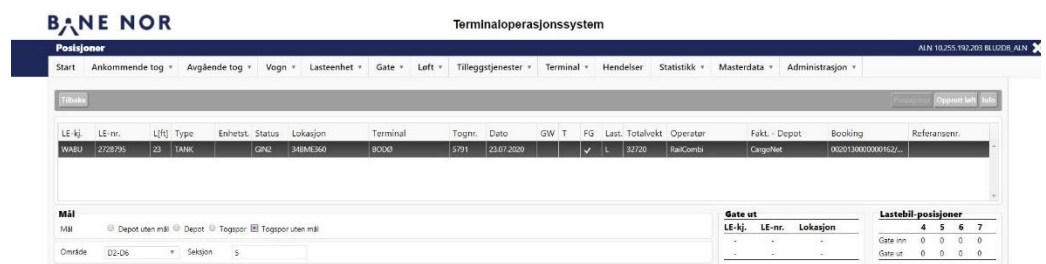 BANE NOR
Terminaloperasjonssystem
Posisjoner ALN 10.255.192.203 BLU2DB_ALN
Start Ankommende tog Avgående tog Vogn Lasteenhet Gate Løft Tilleggstjenester Terminal Hendelser Statistikk Masterdata Administrasjon
Tilbake Posisjoner Opprett løft Info
LE-kj. LE-nr. L[ft] Type Enhetst. Status Lokasjon Terminal Tognr. Dato GW T FG Last. Totalvekt Operatør Fakt. - Depot Booking Referansenr.
WABU 2728795 23 TANK GIN2 34BME360 BODØ 5791 23.07.2020 L 32720 RailCombi CargoNet 0020130000000162/...
Mål Gate ut Lastebil-posisjoner
Mål Depot uten mål Depot Togspor Togspor uten mål LE-kj. LE-nr. Lokasjon 4 5 6 7
- - - Gate inn 0 0 0 0
Område D2-D6 Seksjon 5 - - - Gate ut 0 0 0 0